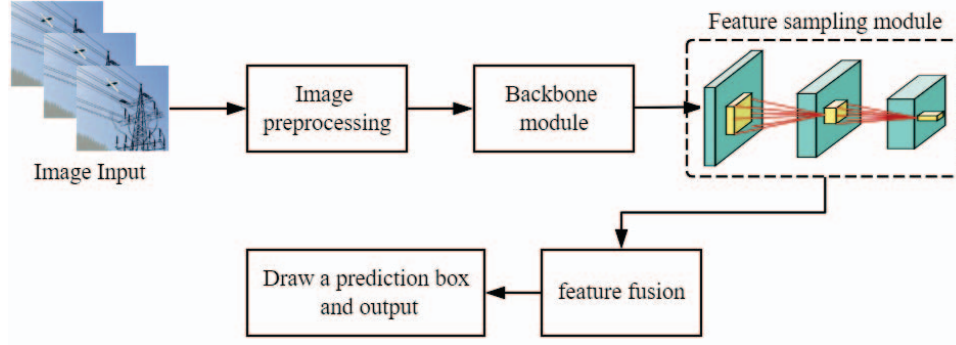 Feature sampling module
Image
preprocessing
Backbone
module
Image Input
Draw a prediction box
and output
feature fusion